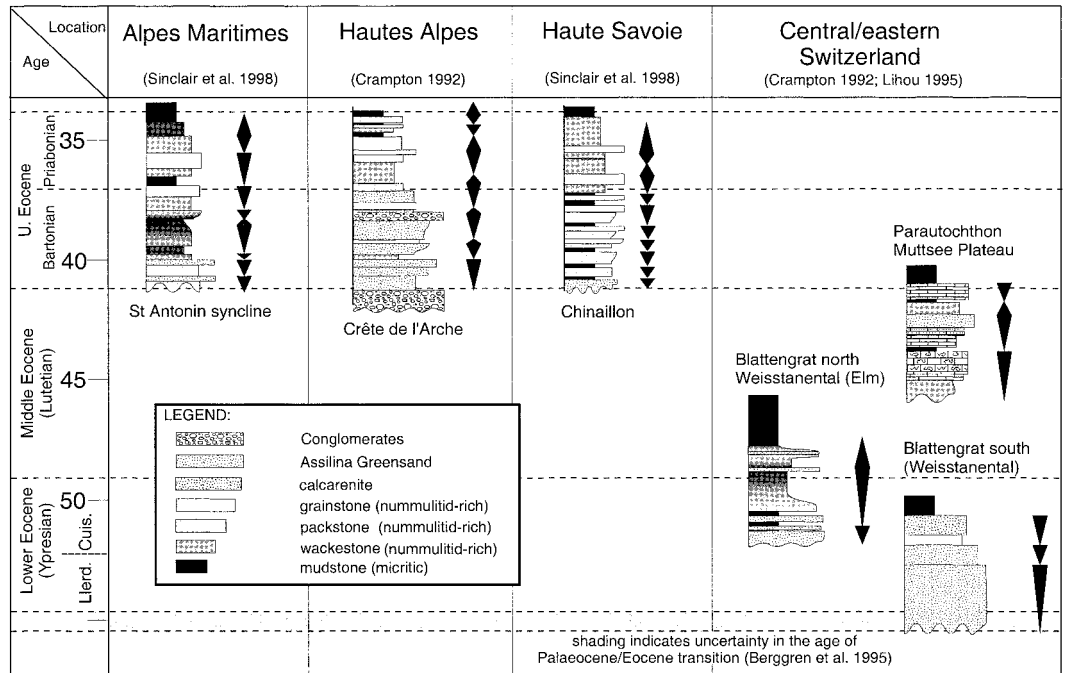 Location
Age
Alpes Maritimes
(Sinclair et al. 1998)
Hautes Alpes
(Crampton 1992)
Haute Savoie
(Sinclair et al. 1998)
Central/eastern
Switzerland
(Crampton 1992; Lihou 1995)
U. Eocene
Priabonian
Bartonian
Middle Eocene
(Lutetian)
Lower Eocene
(Ypresian)
Cuis.
Llerd.
35
40
45
50
St Antonin syncline
Crête de l'Arche
Chinaillon
Parautochthon
Muttsee Plateau
Blattengrat north
Weisstanental (Elm)
Blattengrat south
(Weisstanental)
LEGEND:
Conglomerates
Assilina Greensand
calcarenite
grainstone (nummulitid-rich)
packstone (nummulitid-rich)
wackestone (nummulitid-rich)
mudstone (micritic)
shading indicates uncertainty in the age of
Palaeocene/Eocene transition (Berggren et al. 1995)